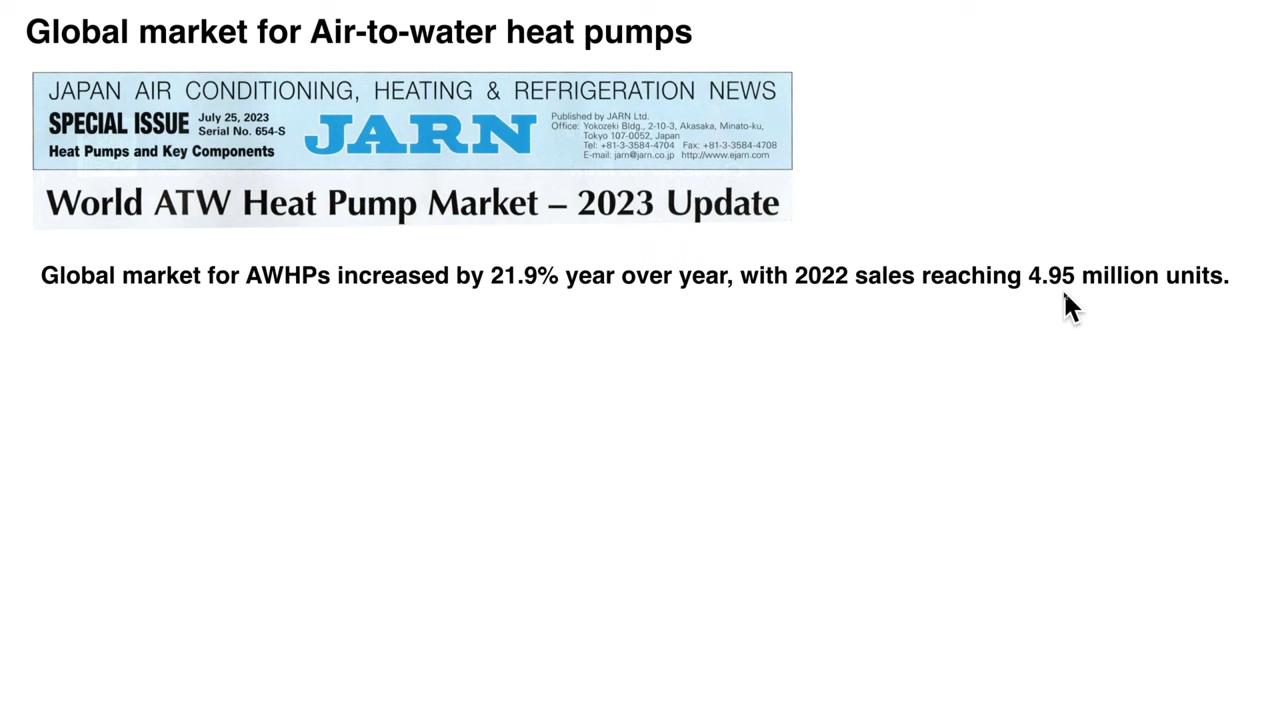 Global market for Air-to-water heat pumps
JAPAN AIR CONDITIONING, HEATING & REFRIGERATION NEWS
SPECIAL ISSUE
July 25, 2023
Serial No. 654-S
Heat Pumps and Key Components
JARN
Published by JARN Ltd.
Office: Yokozeki Bldg., 2-10-3, Akasaka, Minato-ku,
Tokyo 107-0052, Japan
Tel: +81-3-3584-4704 Fax: +81-3-3584-4708
E-mail: jarn@jarn.co.jp http://www.ejarn.com
World ATW Heat Pump Market – 2023 Update
Global market for AWHPs increased by 21.9% year over year, with 2022 sales reaching 4.95 million units.